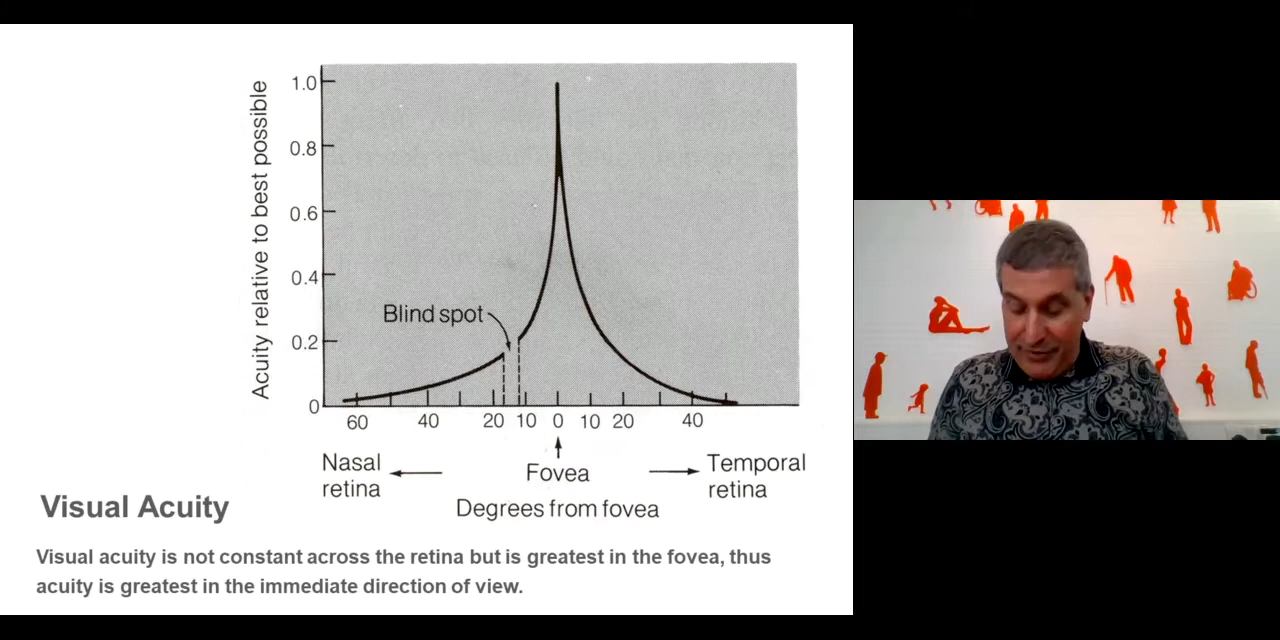 Acuity relative to best possible
1.0
0.8
0.6
0.4
0.2
0
Blind spot
60 40 20 10 0 10 20 40
Nasal
retina
Fovea
Temporal
retina
Degrees from fovea
Visual Acuity
Visual acuity is not constant across the retina but is greatest in the fovea, thus
acuity is greatest in the immediate direction of view.